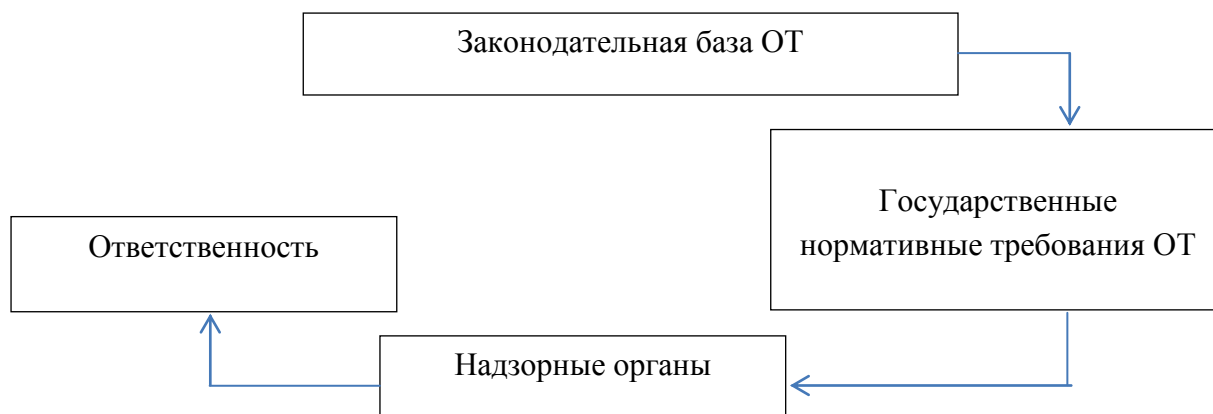 Законодательная база ОТ
Государственные
нормативные требования ОТ
Ответственность
Надзорные органы